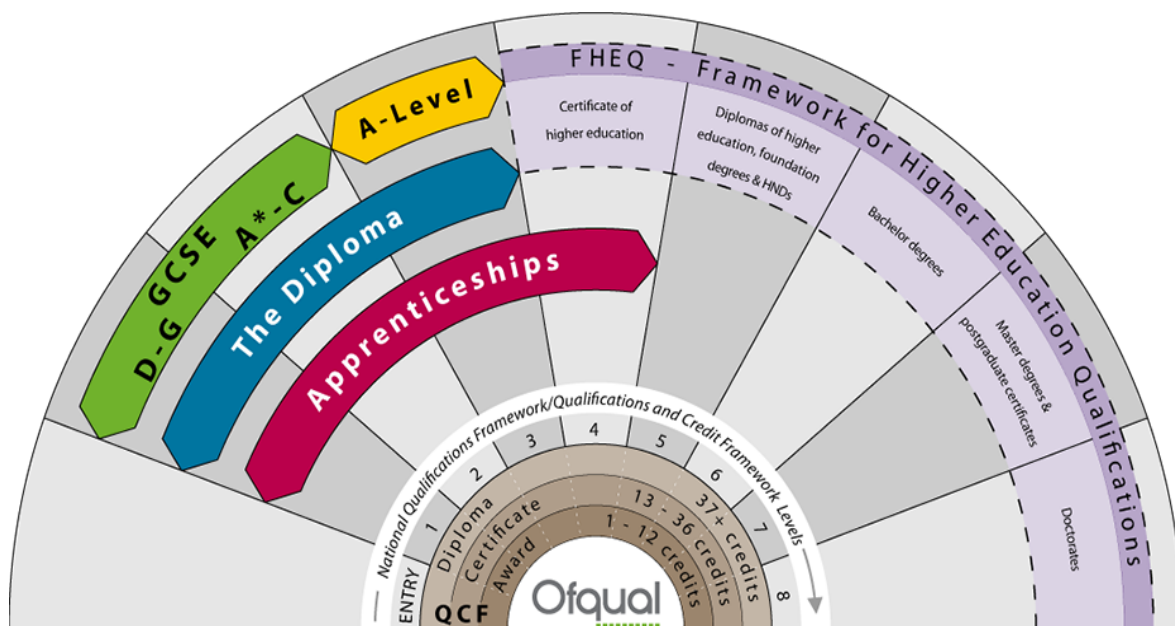 FHEQ - Framework for Higher Education Qualifications
A-Level
GCSE
D-G A*-C
The Diploma
Apprenticeships
Certificate of
higher education
Diplomas of higher
education, foundation
degrees & HNDs
Bachelor degrees
Master degrees &
postgraduate certificates
Doctorates
National Qualifications Framework/Qualifications and Credit Framework Levels
ENTRY
1
2
3
4
5
6
7
8
Diploma 37+ credits
Certificate 13 - 36 credits
Award 1 - 12 credits
QCF
Ofqual